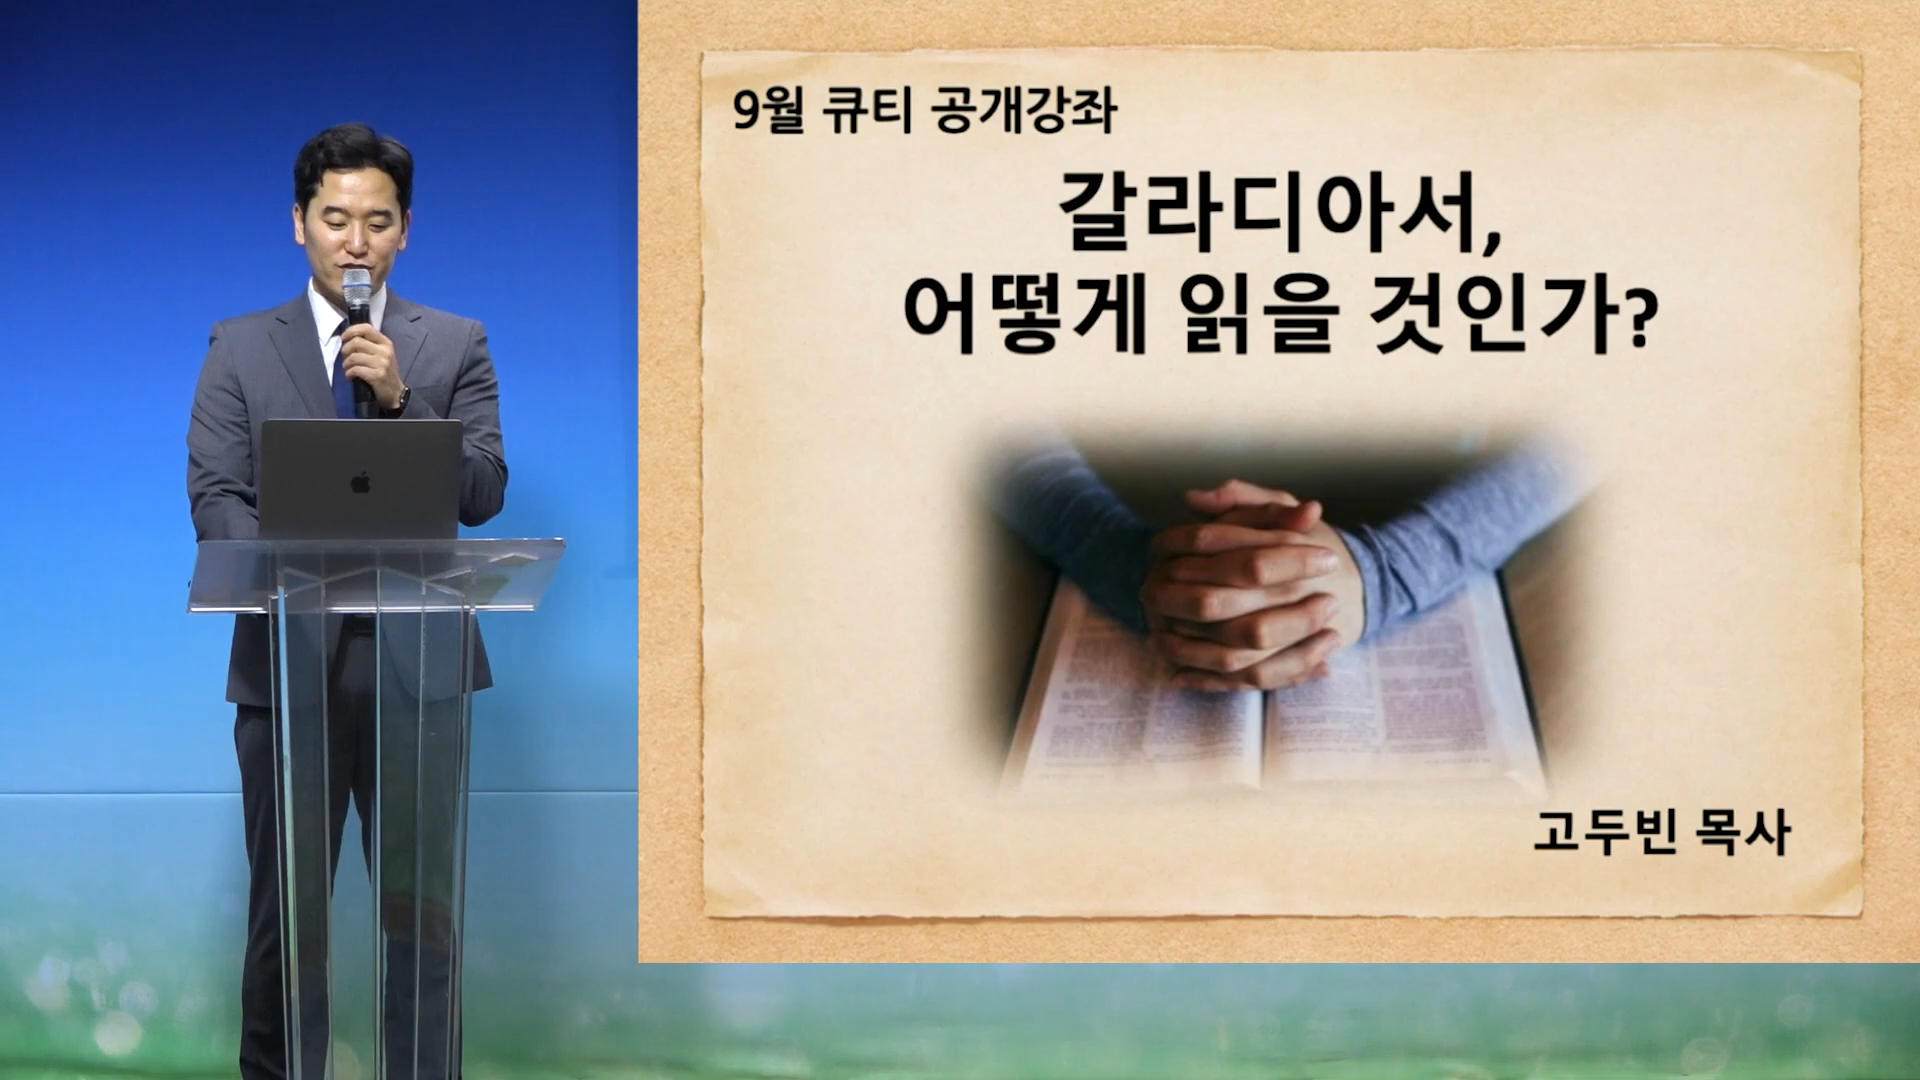 9월 큐티 공개강좌
갈라디아서,
어떻게 읽을 것인가?
고두빈 목사